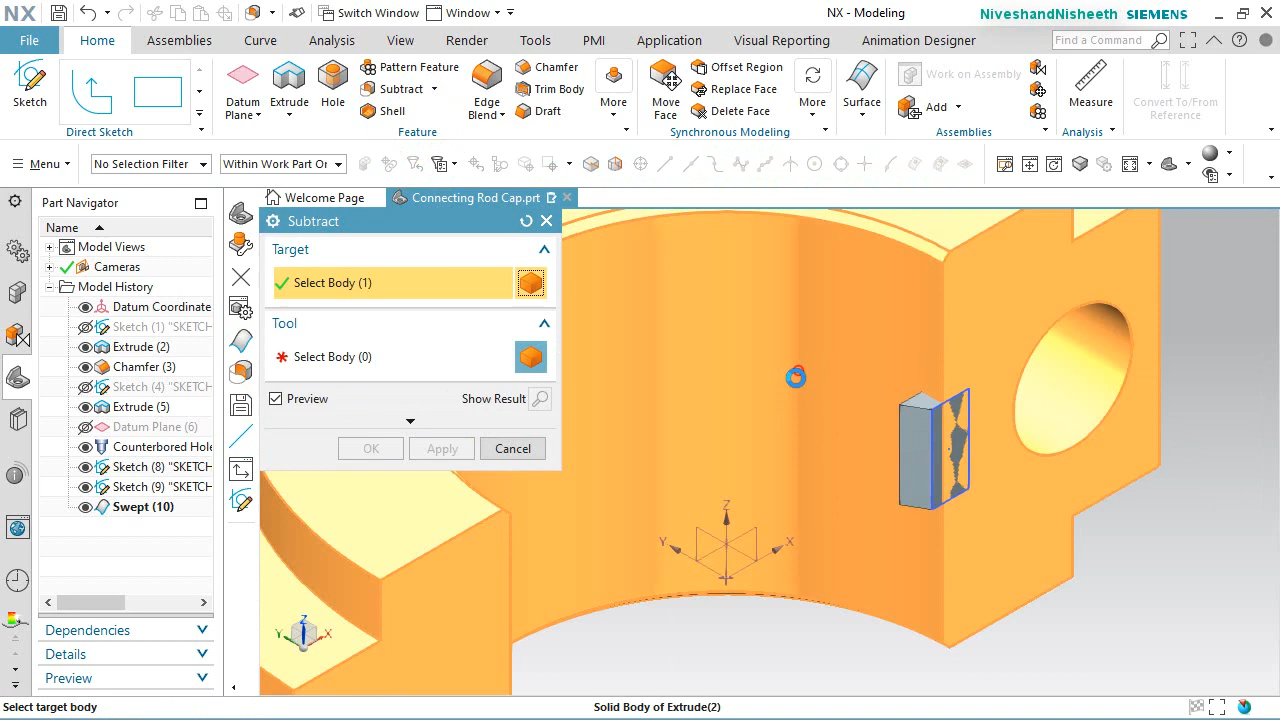 NX
Switch Window
Window
NX - Modeling
NiveshandNisheeth SIEMENS
File
Home
Assemblies
Curve
Analysis
View
Render
Tools
PMI
Application
Visual Reporting
Animation Designer
Find a Command
Sketch
Direct Sketch
Datum
Plane
Extrude
Hole
Pattern Feature
Subtract
Shell
Edge
Blend
Chamfer
Trim Body
Draft
More
Feature
Move
Face
Offset Region
Replace Face
Delete Face
More
Synchronous Modeling
Surface
Work on Assembly
Add
Assemblies
Measure
Analysis
Convert To/From
Reference
Menu
No Selection Filter
Within Work Part Or
Part Navigator
Name
Model Views
Cameras
Model History
Datum Coordinate
Sketch (1) "SKETCH
Extrude (2)
Chamfer (3)
Sketch (4) "SKETCH
Extrude (5)
Datum Plane (6)
Counterbored Hole
Sketch (8) "SKETCH
Sketch (9) "SKETCH
Swept (10)
Dependencies
Details
Preview
Welcome Page
Connecting Rod Cap.prt
Subtract
Target
Select Body (1)
Tool
* Select Body (0)
Preview
Show Result
OK
Apply
Cancel
Z
Y
X
Z
Y
X
Select target body
Solid Body of Extrude(2)